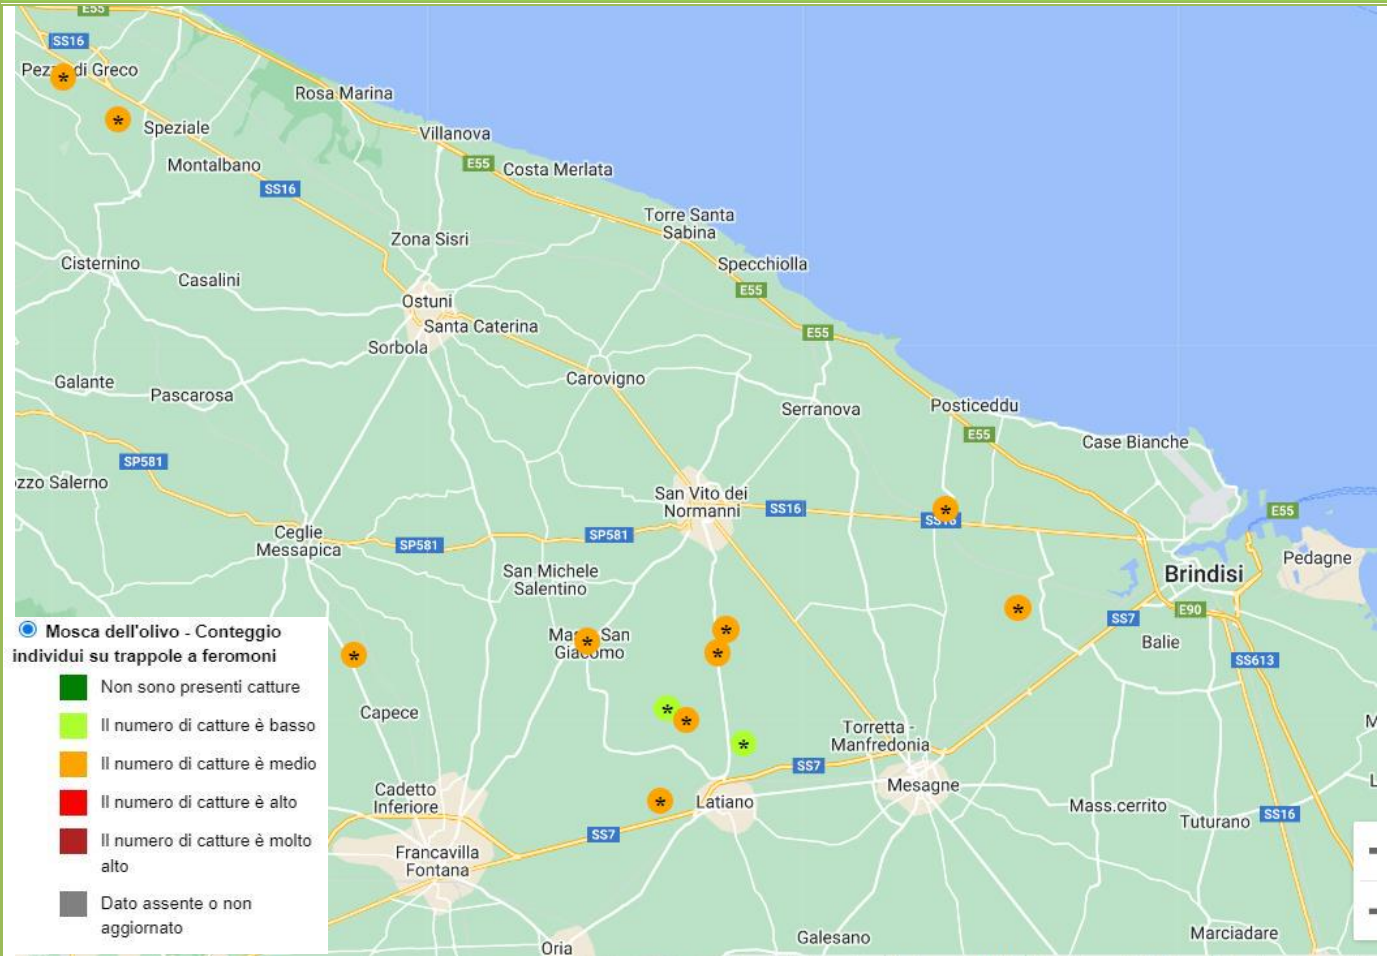 E55
SS16
Pezze di Greco
Rosa Marina
Speziale
Villanova
Montalbano
E55
Costa Merlata
SS16
Torre Santa
Sabina
Zona Sisri
Cisternino
Specchiolla
Casalini
E55
Ostuni
Santa Caterina
E55
Sorbola
Galante
Carovigno
Pascarosa
Serranova
Posticeddu
E55
Case Bianche
SP581
ozzo Salerno
San Vito dei
Normanni
SS16
SS16
E55
Ceglie
Messapica
SP581
SP581
Pedagne
San Michele
Salentino
Brindisi
E90
SS7
Balie
SS613
Mosca dell'olivo - Conteggio
individui su trappole a feromoni
Non sono presenti catture
Il numero di catture è basso
Il numero di catture è medio
Il numero di catture è alto
Il numero di catture è molto
alto
Dato assente o non
aggiornato
San
Giacomo
Capece
Torretta -
Manfredonia
SS7
Cadetto
Inferiore
Latiano
Mesagne
Mass.cerrito
Tuturano
SS16
SS7
Francavilla
Fontana
Oria
Galesano
Marciadare